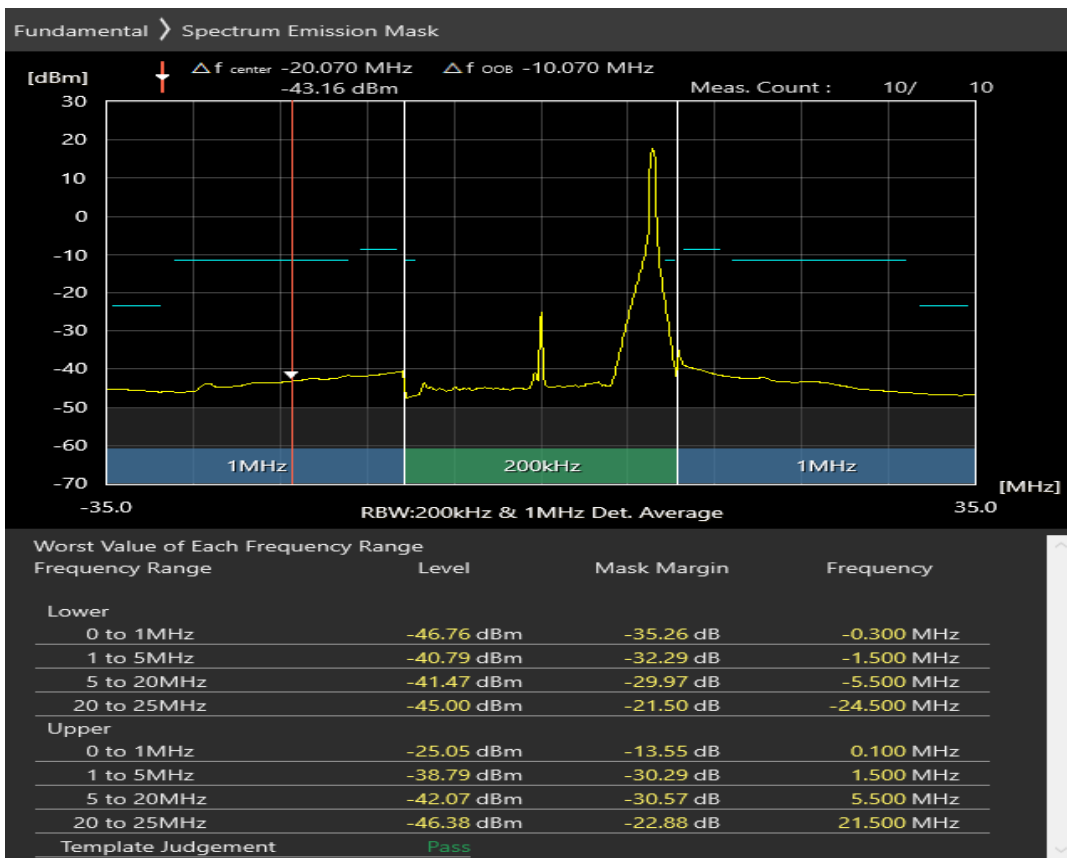 Fundamental 〉 Spectrum Emission Mask
[dBm]
△f center -20.070 MHz △f OOB -10.070 MHz
-43.16 dBm Meas. Count : 10/ 10
30
20
10
0
-10
-20
-30
-40
-50
-60
-70
1MHz 200kHz 1MHz
[MHz]
-35.0 RBW:200kHz & 1MHz Det. Average 35.0
Worst Value of Each Frequency Range
Frequency Range Level Mask Margin Frequency
Lower
0 to 1MHz -46.76 dBm -35.26 dB -0.300 MHz
1 to 5MHz -40.79 dBm -32.29 dB -1.500 MHz
5 to 20MHz -41.47 dBm -29.97 dB -5.500 MHz
20 to 25MHz -45.00 dBm -21.50 dB -24.500 MHz
Upper
0 to 1MHz -25.05 dBm -13.55 dB 0.100 MHz
1 to 5MHz -38.79 dBm -30.29 dB 1.500 MHz
5 to 20MHz -42.07 dBm -30.57 dB 5.500 MHz
20 to 25MHz -46.38 dBm -22.88 dB 21.500 MHz
Template Judgement Pass